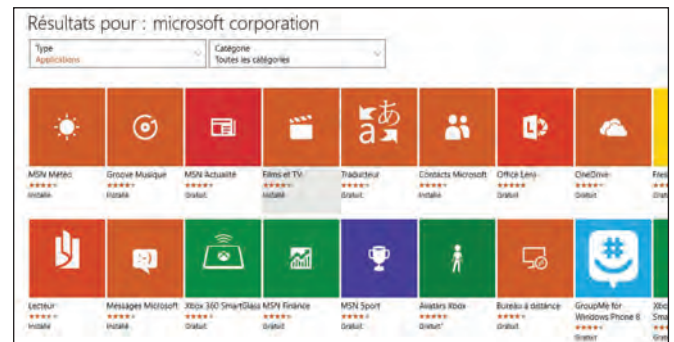 Résultats pour : microsoft corporation
Type
Applications
Catégorie
Toutes les catégories
MSN Météo
Groove Musique
MSN Actualité
Films et TV
Traducteur
Contacts Microsoft
Office Lens
OneDrive
Installé
Installé
Gratuit
Installé
Gratuit
Installé
Gratuit
Gratuit
Lecteur
Messages Microsoft
Xbox 360 SmartGlass
MSN Finance
MSN Sport
Avatars Xbox
Bureau à distance
GroupMe for
Windows Phone 8
Installé
Installé
Gratuit
Gratuit
Gratuit
Gratuit*
Gratuit
Gratuit